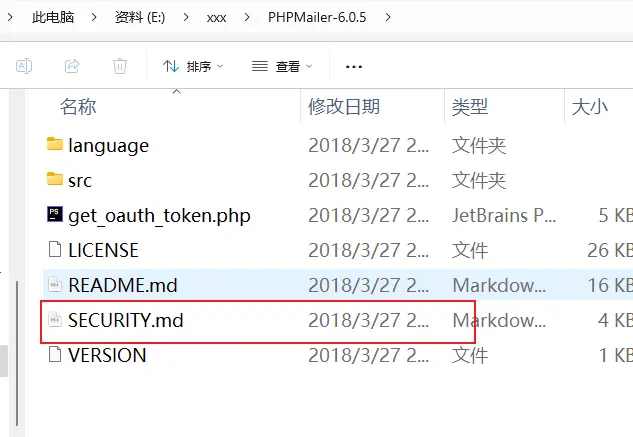 此电脑 > 资料 (E:) > xxx > PHPMailer-6.0.5 >
排序 查看 ...
名称 修改日期 类型 大小
language 2018/3/27 2... 文件夹
src 2018/3/27 2... 文件夹
get_oauth_token.php 2018/3/27 2... JetBrains P... 5 KB
LICENSE 2018/3/27 2... 文件 26 KB
README.md 2018/3/27 2... Markdow... 16 KB
SECURITY.md 2018/3/27 2... Markdow... 4 KB
VERSION 2018/3/27 2... 文件 1 KB